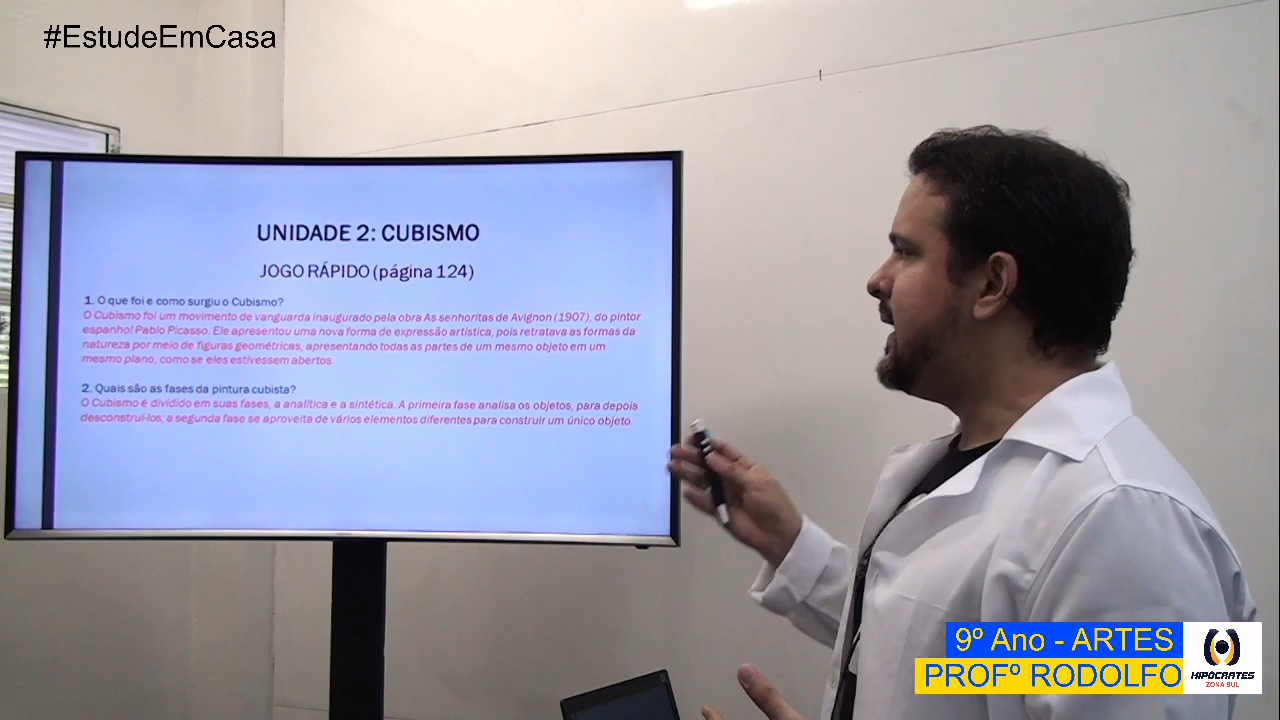 #EstudeEmCasa
UNIDADE 2: CUBISMO
JOGO RÁPIDO (página 124)
1. O que foi e como surgiu o Cubismo?
O Cubismo foi um movimento de vanguarda inaugurado pela obra As senhoritas de Avignon (1907), do pintor
espanhol Pablo Picasso. Ele apresentou uma nova forma de expressão artística, pois retratava as formas da
natureza por meio de figuras geométricas, apresentando todas as partes de um mesmo objeto em um
mesmo plano, como se eles estivessem abertos.
2. Quais são as fases da pintura cubista?
O Cubismo é dividido em suas fases, a analítica e a sintética. A primeira fase analisa os objetos, para depois
desconstruí-los; a segunda fase se aproveita de vários elementos diferentes para construir um único objeto.
9º Ano - ARTES
PROFº RODOLFO
HIPÓCRATES
ZONA SUL